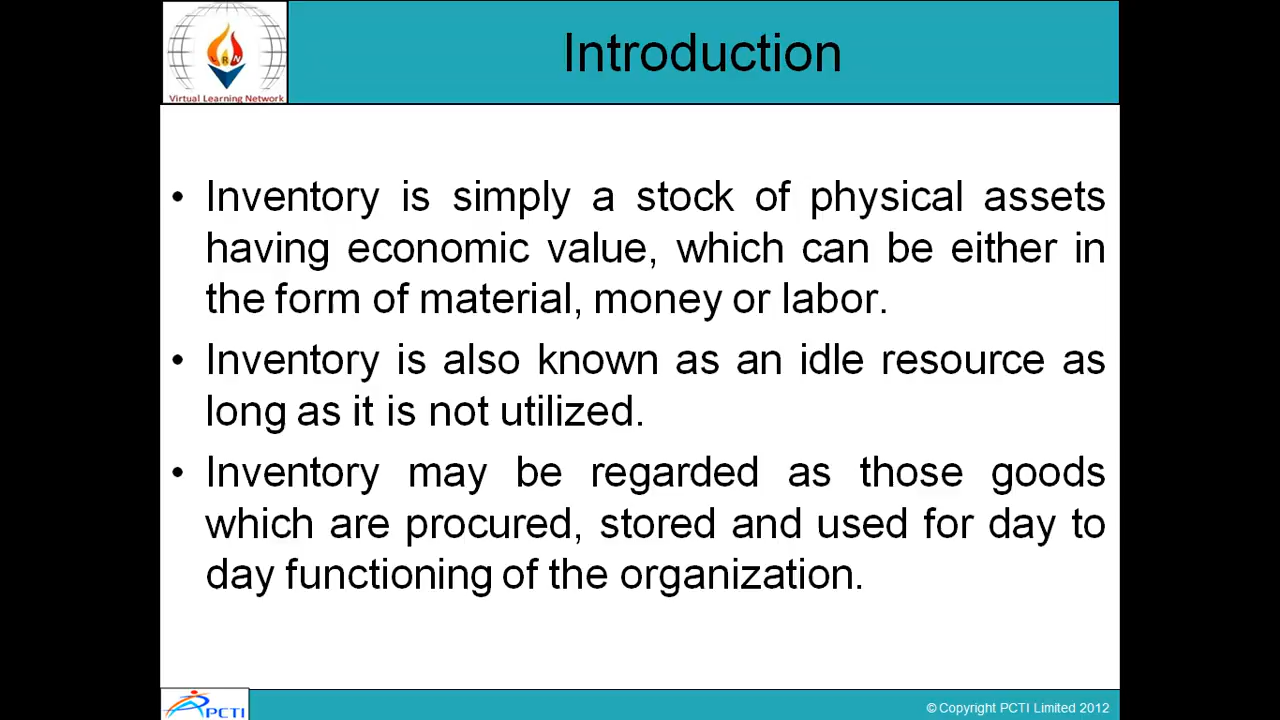 Introduction
LRN
Virtual Learning Network
• Inventory is simply a stock of physical assets
having economic value, which can be either in
the form of material, money or labor.
• Inventory is also known as an idle resource as
long as it is not utilized.
• Inventory may be regarded as those goods
which are procured, stored and used for day to
day functioning of the organization.
PCTI
© Copyright PCTI Limited 2012